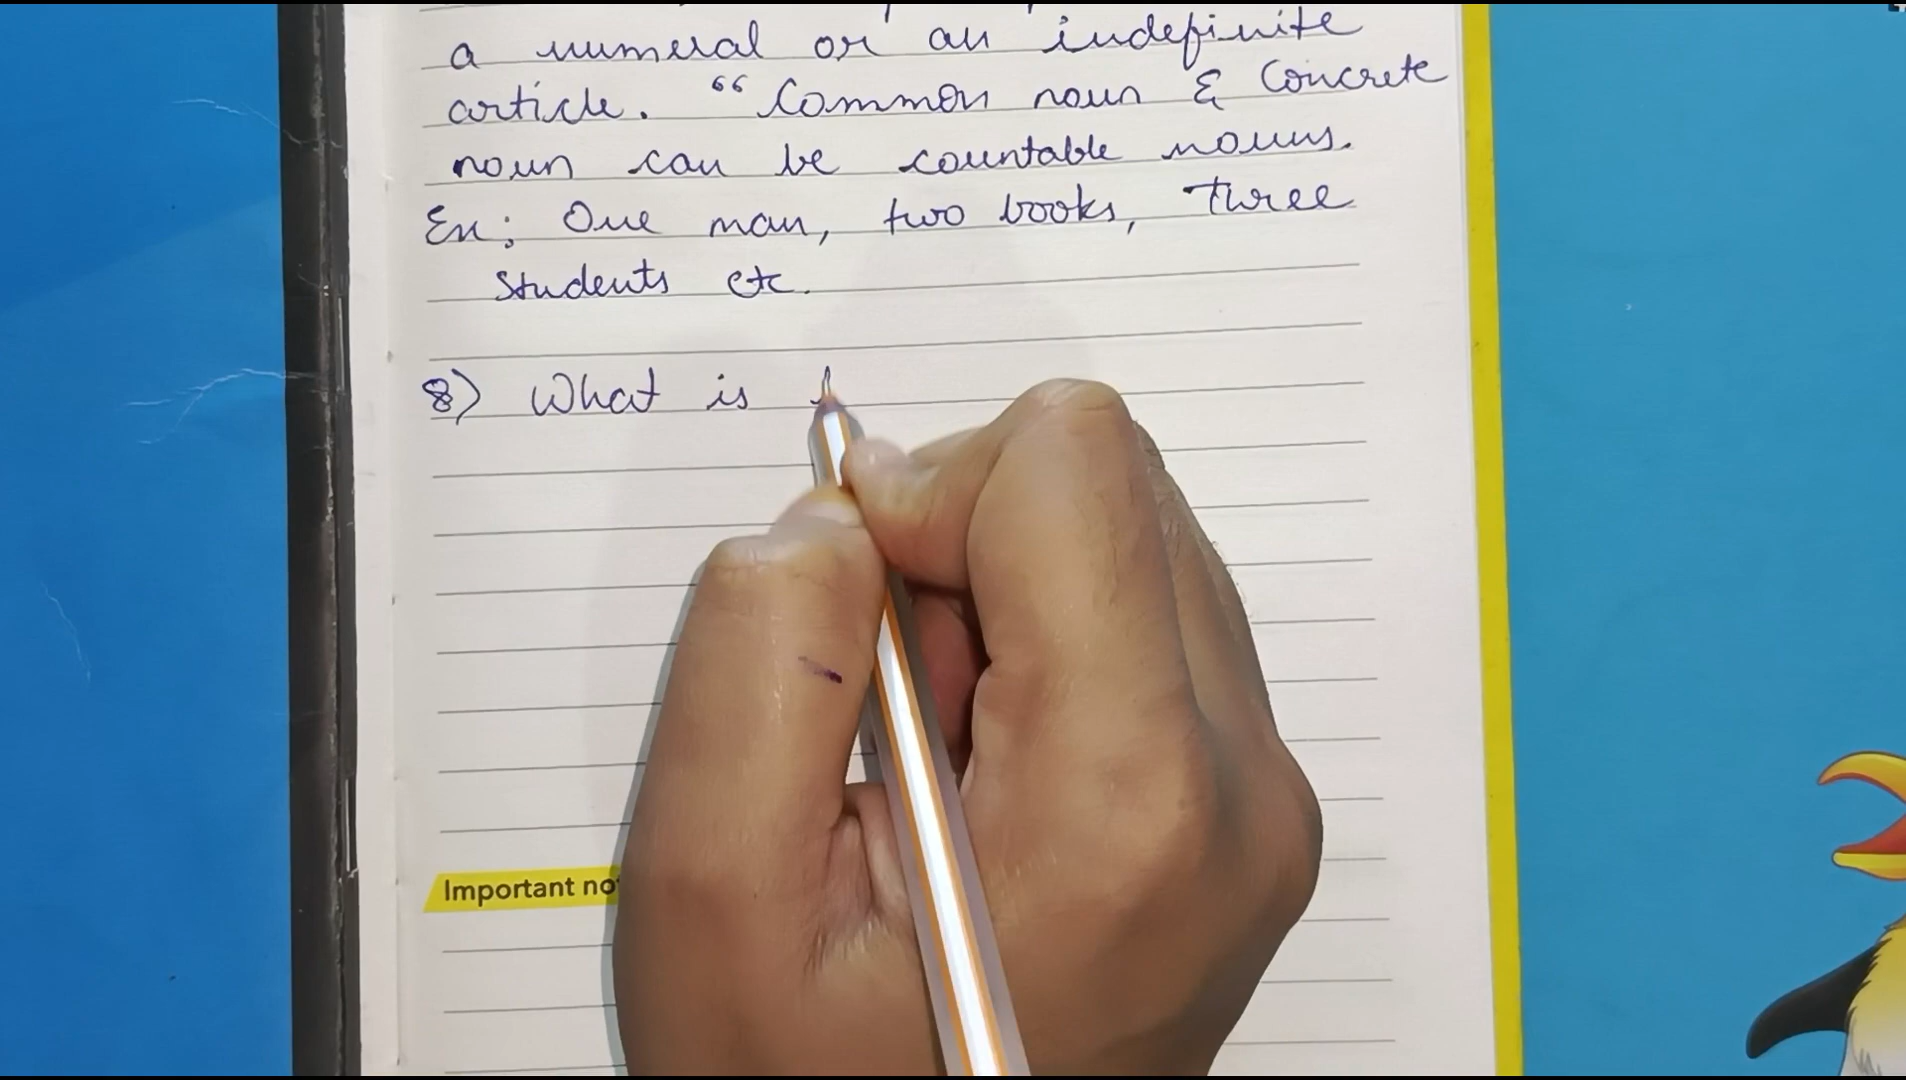 a numeral or an indefinite
article. “Common noun & Concrete
noun can be countable nouns.
Ex: One man, two books, three
students etc.
8) What is
Important no